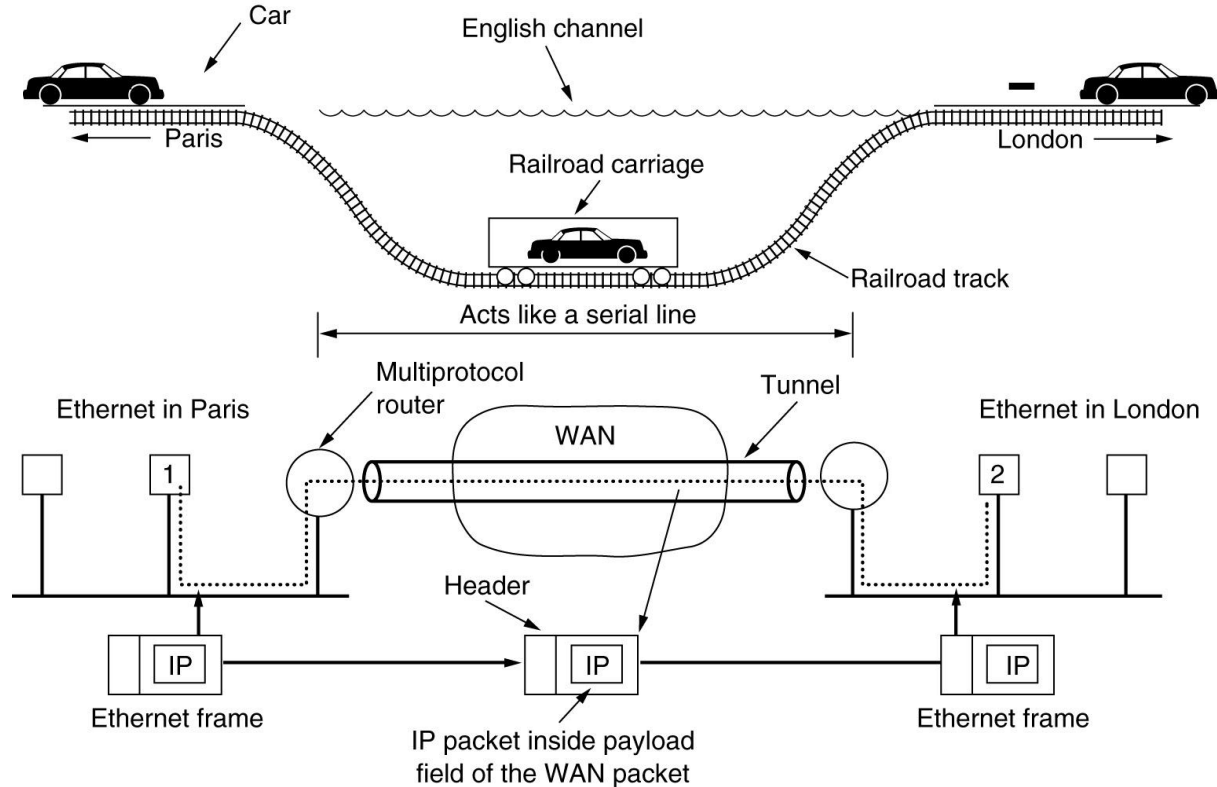 Car
English channel
Paris
London
Railroad carriage
Railroad track
Acts like a serial line
Multiprotocol
router
Tunnel
Ethernet in Paris
Ethernet in London
WAN
1
2
Header
IP
IP
IP
Ethernet frame
Ethernet frame
IP packet inside payload
field of the WAN packet